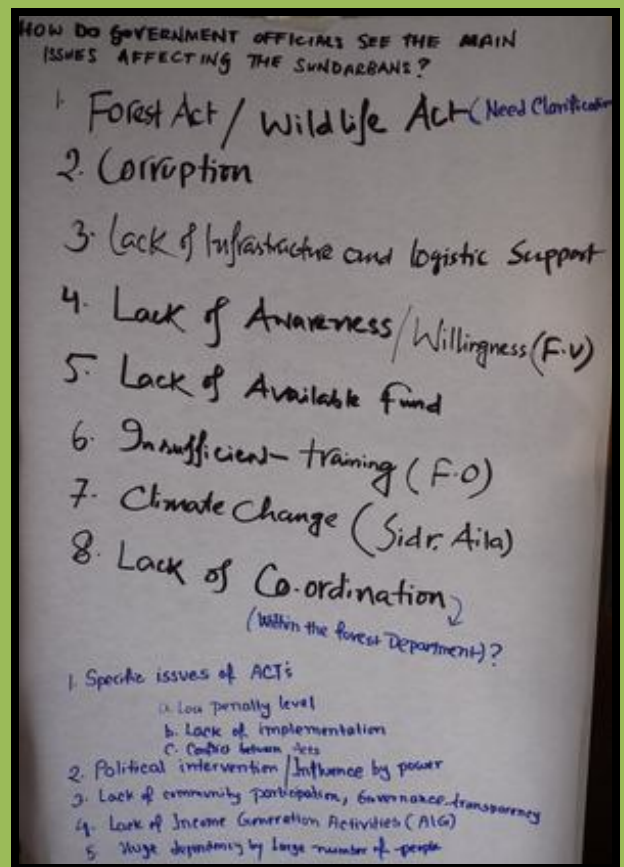 HOW DO GOVERNMENT OFFICIALS SEE THE MAIN
ISSUES AFFECTING THE SUNDARBANS?
1. Forest Act / Wildlife Act (Need Clarification
2. Corruption
3. Lack of Infrastructure and logistic Support
4. Lack of Awareness / Willingness (F.V)
5. Lack of Available fund
6. Insufficient training (F.O)
7. Climate Change (Sidr. Aila)
8. Lack of Co.ordination
(Within the forest Department)?
1. Specific issues of ACTs
a. Low penalty level
b. Lack of implementation
c. Conflict between Acts
2. Political intervention / Influence by power
3. Lack of community participation, Governance transparency
4. Lack of Income Generation Activities (AIG)
5. Huge dependency by large number of people